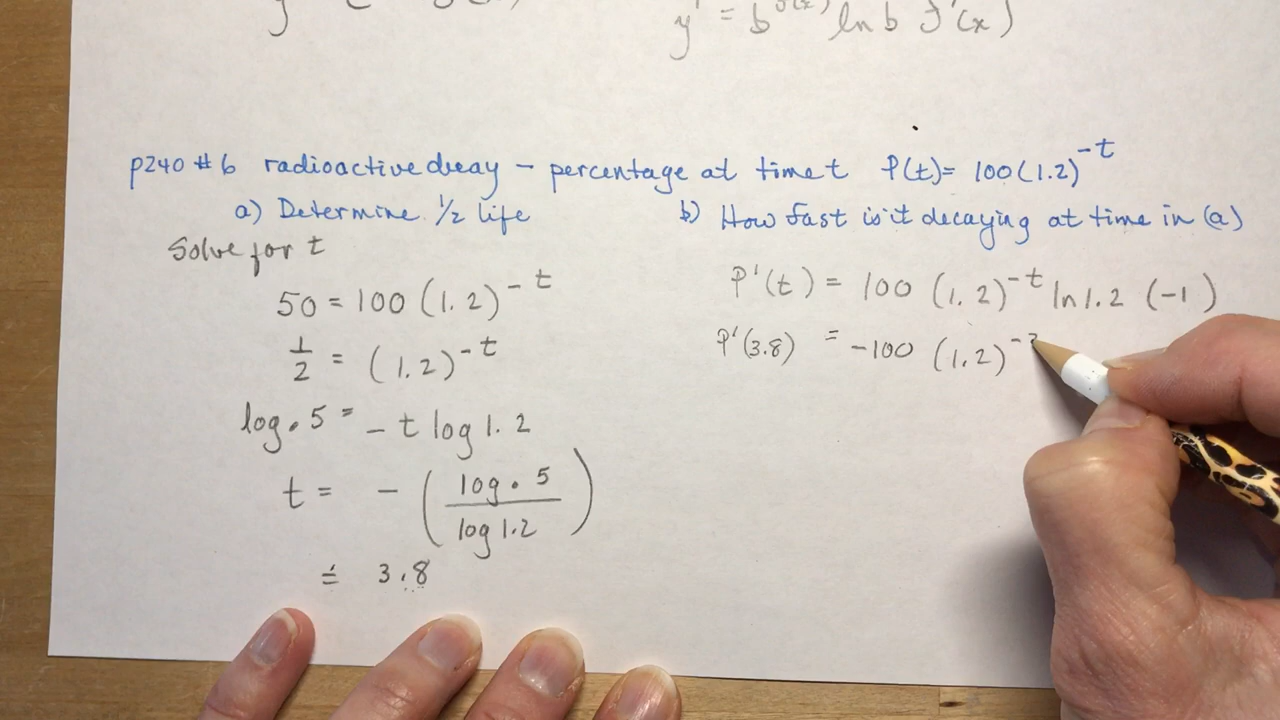 y' = b^f(x) ln b f'(x)
p240 #6 radioactive decay - percentage at time t P(t)= 100(1.2)^-t
a) Determine ½ life
Solve for t
50 = 100 (1.2)^-t
1/2 = (1.2)^-t
log .5 = -t log 1.2
t = - (log .5 / log 1.2)
≐ 3.8
b) How fast is it decaying at time in (a)
P'(t) = 100 (1.2)^-t ln 1.2 (-1)
P'(3.8) = -100 (1.2)^-